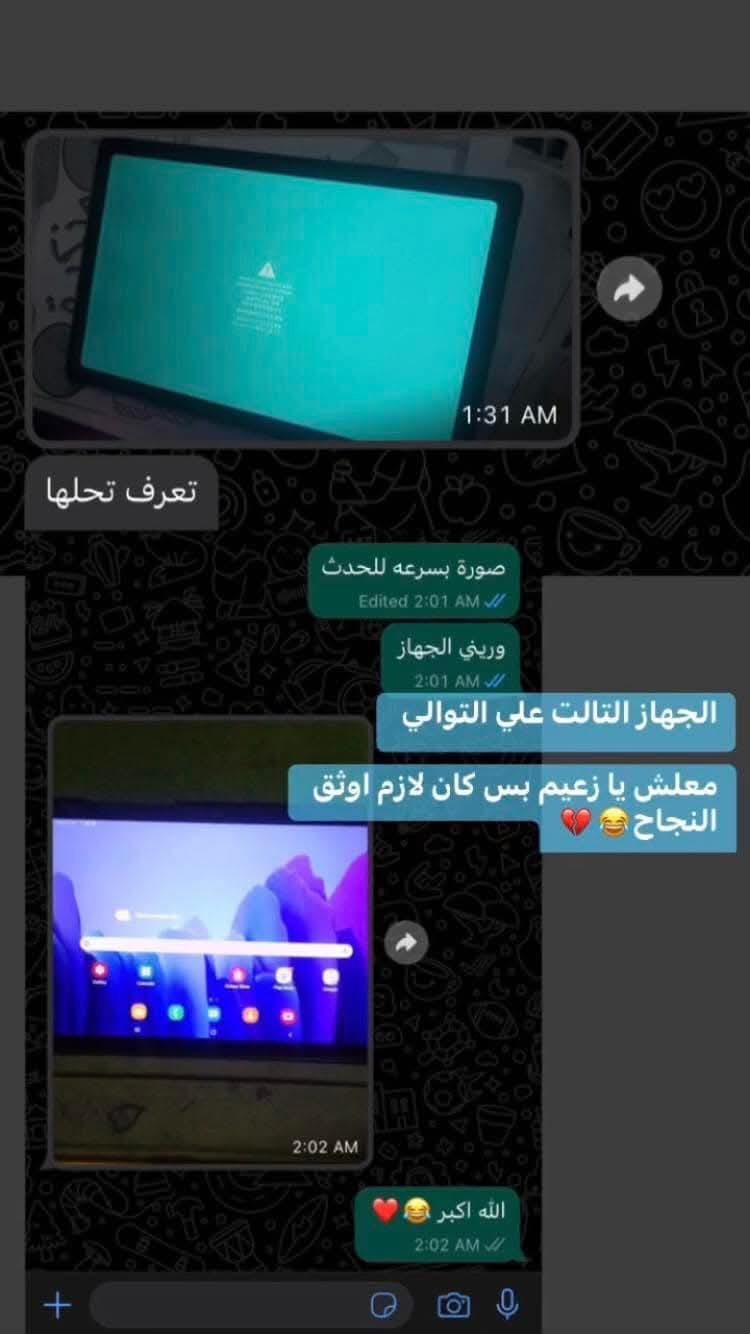 1:31 AM
تعرف تحلها
صورة بسرعه للحدث
Edited 2:01 AM
وريني الجهاز
2:01 AM
الجهاز التالت علي التوالي
معلش يا زعيم بس كان لازم اوثق
النجاح😂💔
2:02 AM
الله اكبر😂❤️
2:02 AM